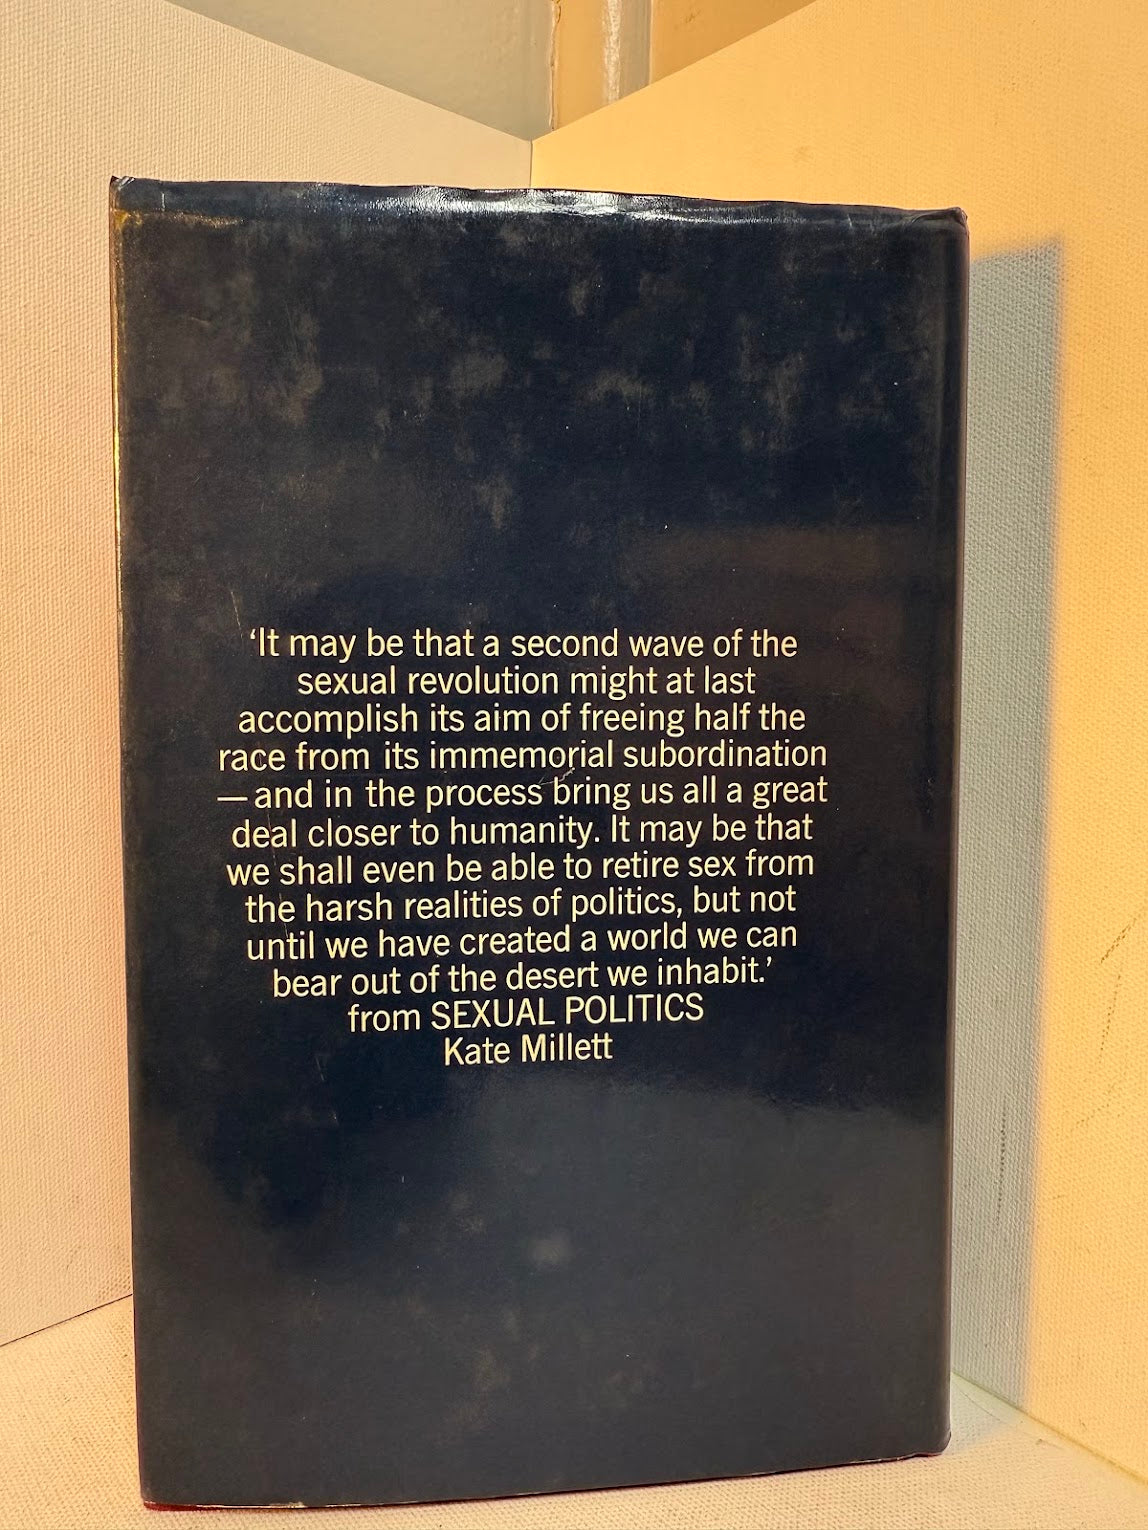 ‘It may be that a second wave of the
sexual revolution might at last
accomplish its aim of freeing half the
race from its immemorial subordination
—and in the process bring us all a great
deal closer to humanity. It may be that
we shall even be able to retire sex from
the harsh realities of politics, but not
until we have created a world we can
bear out of the desert we inhabit.’
from SEXUAL POLITICS
Kate Millett